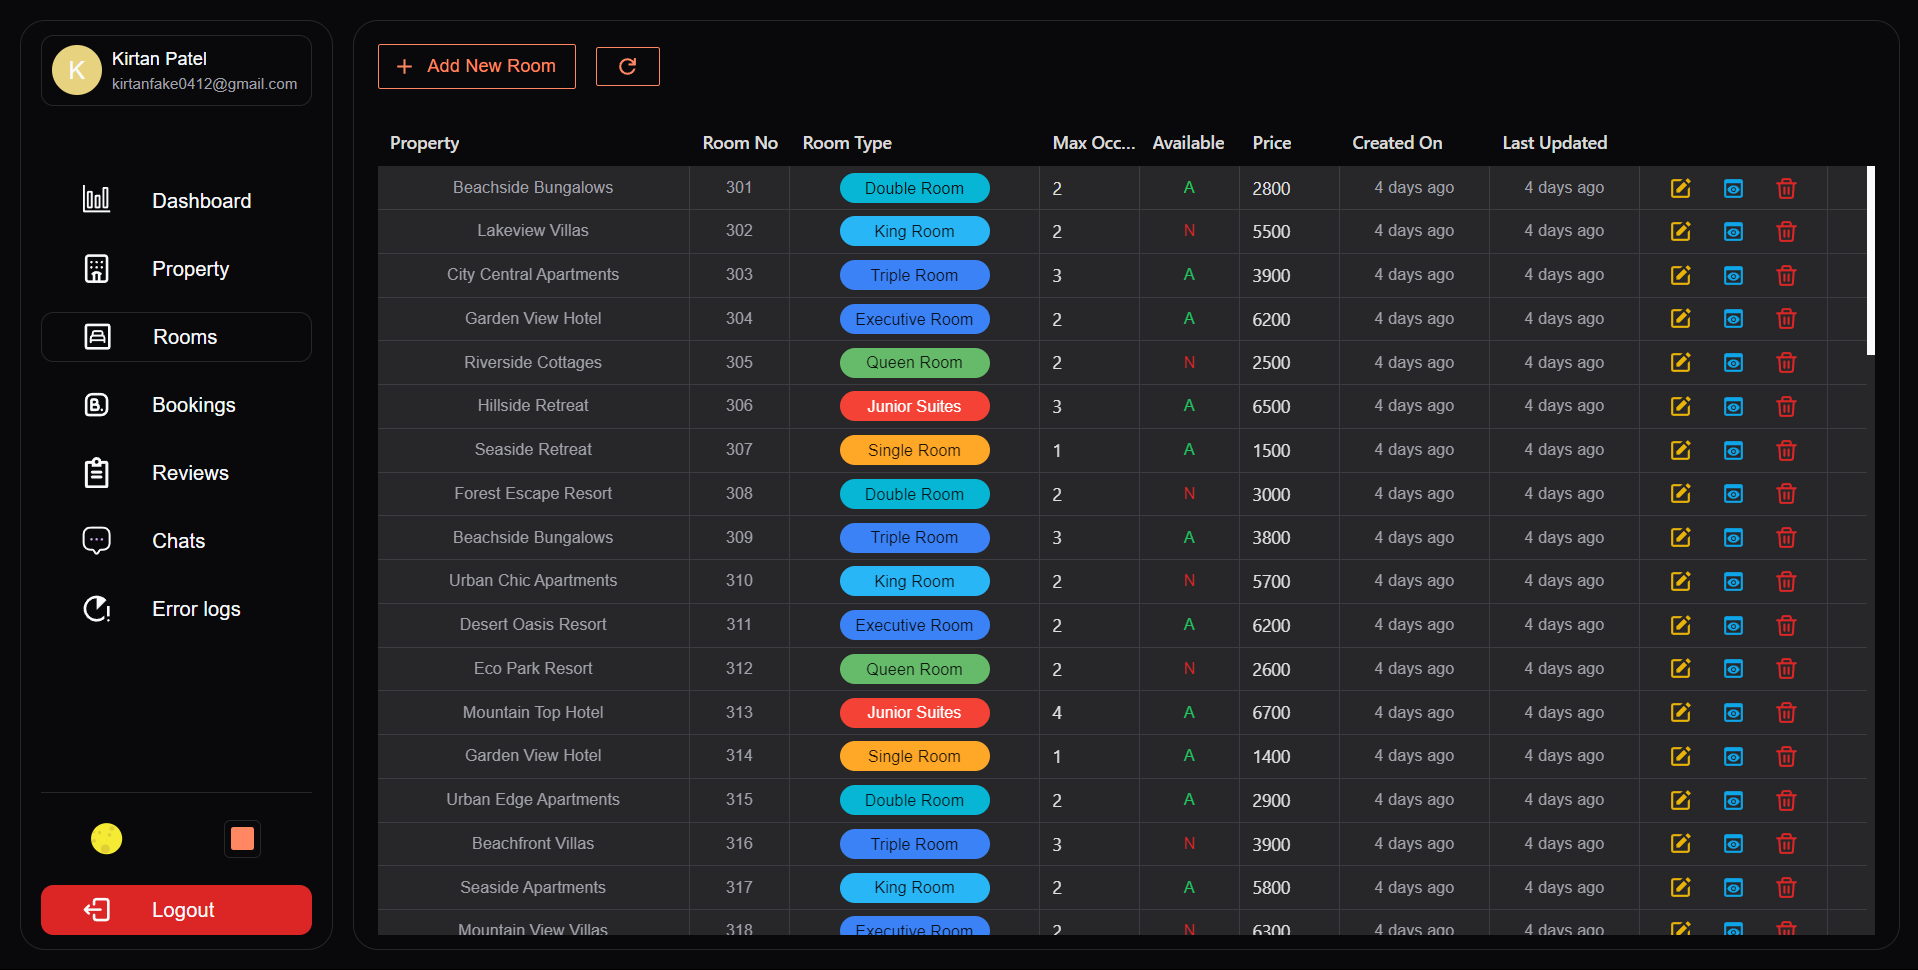 K
Kirtan Patel
kirtanfake0412@gmail.com
Dashboard
Property
Rooms
B. Bookings
Reviews
Chats
Error logs
Logout
+ Add New Room
Property Room No Room Type Max Occ... Available Price Created On Last Updated
Beachside Bungalows 301 Double Room 2 A 2800 4 days ago 4 days ago
Lakeview Villas 302 King Room 2 N 5500 4 days ago 4 days ago
City Central Apartments 303 Triple Room 3 A 3900 4 days ago 4 days ago
Garden View Hotel 304 Executive Room 2 A 6200 4 days ago 4 days ago
Riverside Cottages 305 Queen Room 2 N 2500 4 days ago 4 days ago
Hillside Retreat 306 Junior Suites 3 A 6500 4 days ago 4 days ago
Seaside Retreat 307 Single Room 1 A 1500 4 days ago 4 days ago
Forest Escape Resort 308 Double Room 2 N 3000 4 days ago 4 days ago
Beachside Bungalows 309 Triple Room 3 A 3800 4 days ago 4 days ago
Urban Chic Apartments 310 King Room 2 N 5700 4 days ago 4 days ago
Desert Oasis Resort 311 Executive Room 2 A 6200 4 days ago 4 days ago
Eco Park Resort 312 Queen Room 2 N 2600 4 days ago 4 days ago
Mountain Top Hotel 313 Junior Suites 4 A 6700 4 days ago 4 days ago
Garden View Hotel 314 Single Room 1 A 1400 4 days ago 4 days ago
Urban Edge Apartments 315 Double Room 2 A 2900 4 days ago 4 days ago
Beachfront Villas 316 Triple Room 3 N 3900 4 days ago 4 days ago
Seaside Apartments 317 King Room 2 A 5800 4 days ago 4 days ago
Mountain View Villas 318 Executive Room 2 N 6300 4 days ago 4 days ago